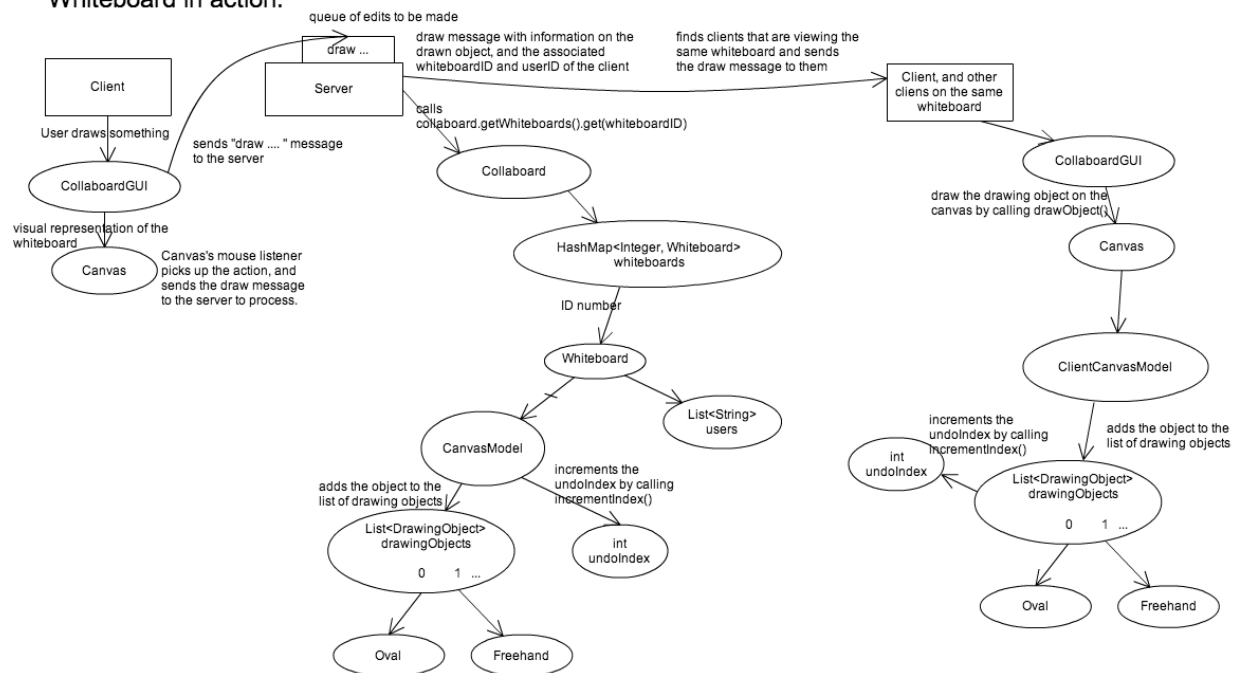 Whiteboard in action:
queue of edits to be made
draw ...
Server
draw message with information on the
drawn object, and the associated
whiteboardID and userID of the client
finds clients that are viewing the
same whiteboard and sends
the draw message to them
Client
Client, and other
cliens on the same
whiteboard
User draws something
sends "draw .... " message
to the server
calls
collaboard.getWhiteboards().get(whiteboardID)
CollaboardGUI
Collaboard
CollaboardGUI
visual representation of the
whiteboard
Canvas
Canvas's mouse listener
picks up the action, and
sends the draw message
to the server to process.
draw the drawing object on the
canvas by calling drawObject()
Canvas
HashMap<Integer, Whiteboard>
whiteboards
ID number
Whiteboard
ClientCanvasModel
List<String>
users
CanvasModel
increments the
undoIndex by calling
incrementIndex()
adds the object to the
list of drawing objects
int
undoIndex
List<DrawingObject>
drawingObjects
0 1 ...
adds the object to the
list of drawing objects
increments the
undoIndex by calling
incrementIndex()
List<DrawingObject>
drawingObjects
0 1 ...
int
undoIndex
Oval
Freehand
Oval
Freehand